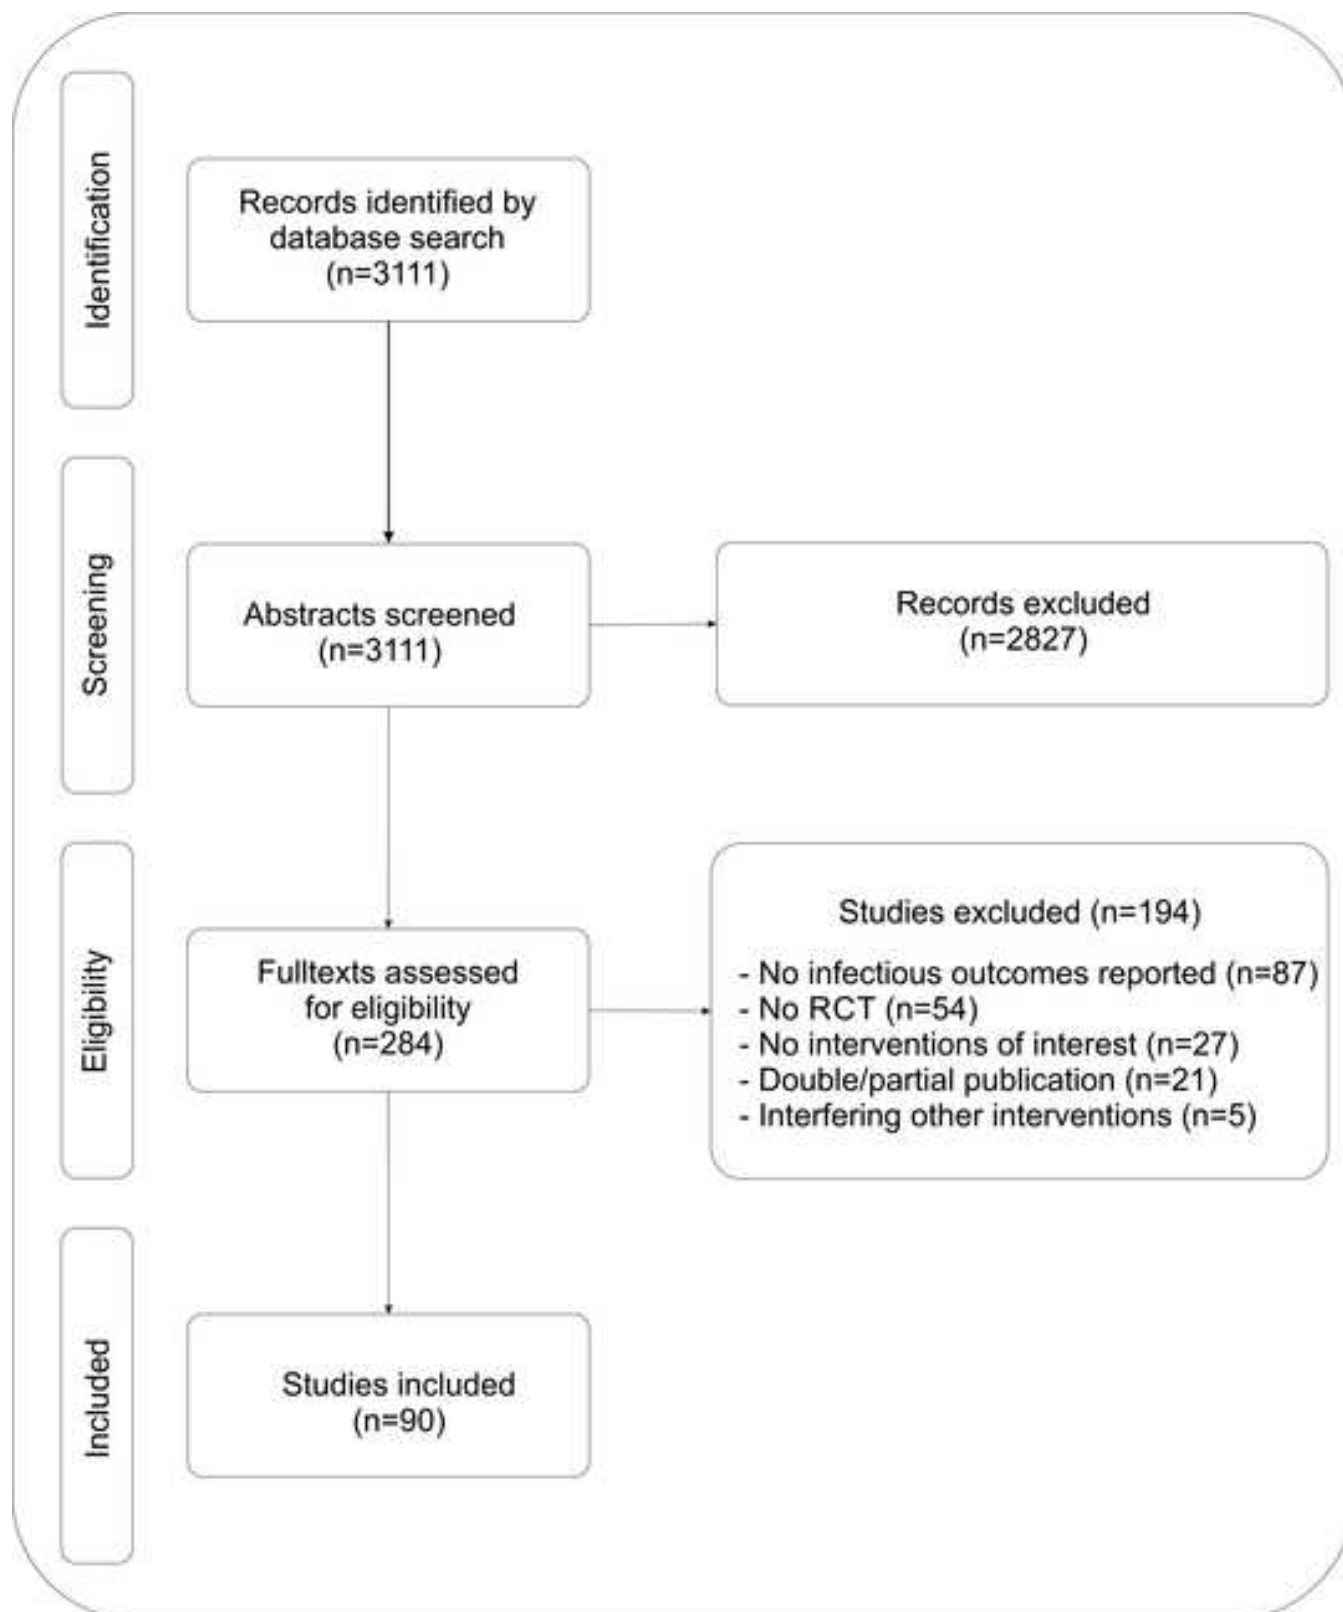 Identification
Records identified by
database search
(n=3111)
Screening
Abstracts screened
(n=3111)
Records excluded
(n=2827)
Eligibility
Fulltexts assessed
for eligibility
(n=284)
Studies excluded (n=194)
- No infectious outcomes reported (n=87)
- No RCT (n=54)
- No interventions of interest (n=27)
- Double/partial publication (n=21)
- Interfering other interventions (n=5)
Included
Studies included
(n=90)